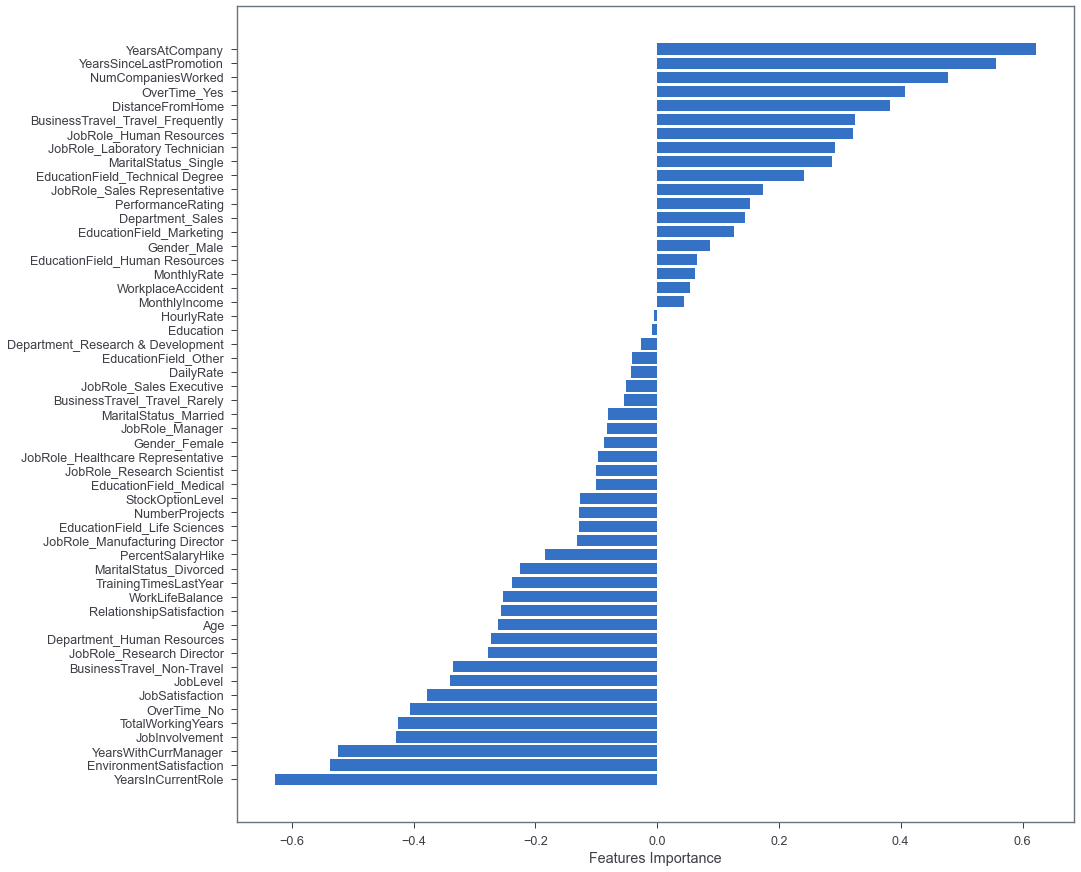 YearsAtCompany
YearsSinceLastPromotion
NumCompaniesWorked
OverTime_Yes
DistanceFromHome
BusinessTravel_Travel_Frequently
JobRole_Human Resources
JobRole_Laboratory Technician
MaritalStatus_Single
EducationField_Technical Degree
JobRole_Sales Representative
PerformanceRating
Department_Sales
EducationField_Marketing
Gender_Male
EducationField_Human Resources
MonthlyRate
WorkplaceAccident
MonthlyIncome
HourlyRate
Education
Department_Research & Development
EducationField_Other
DailyRate
JobRole_Sales Executive
BusinessTravel_Travel_Rarely
MaritalStatus_Married
JobRole_Manager
Gender_Female
JobRole_Healthcare Representative
JobRole_Research Scientist
EducationField_Medical
StockOptionLevel
NumberProjects
EducationField_Life Sciences
JobRole_Manufacturing Director
PercentSalaryHike
MaritalStatus_Divorced
TrainingTimesLastYear
WorkLifeBalance
RelationshipSatisfaction
Age
Department_Human Resources
JobRole_Research Director
BusinessTravel_Non-Travel
JobLevel
JobSatisfaction
OverTime_No
TotalWorkingYears
JobInvolvement
YearsWithCurrManager
EnvironmentSatisfaction
YearsInCurrentRole
−0.6 −0.4 −0.2 0.0 0.2 0.4 0.6
Features Importance